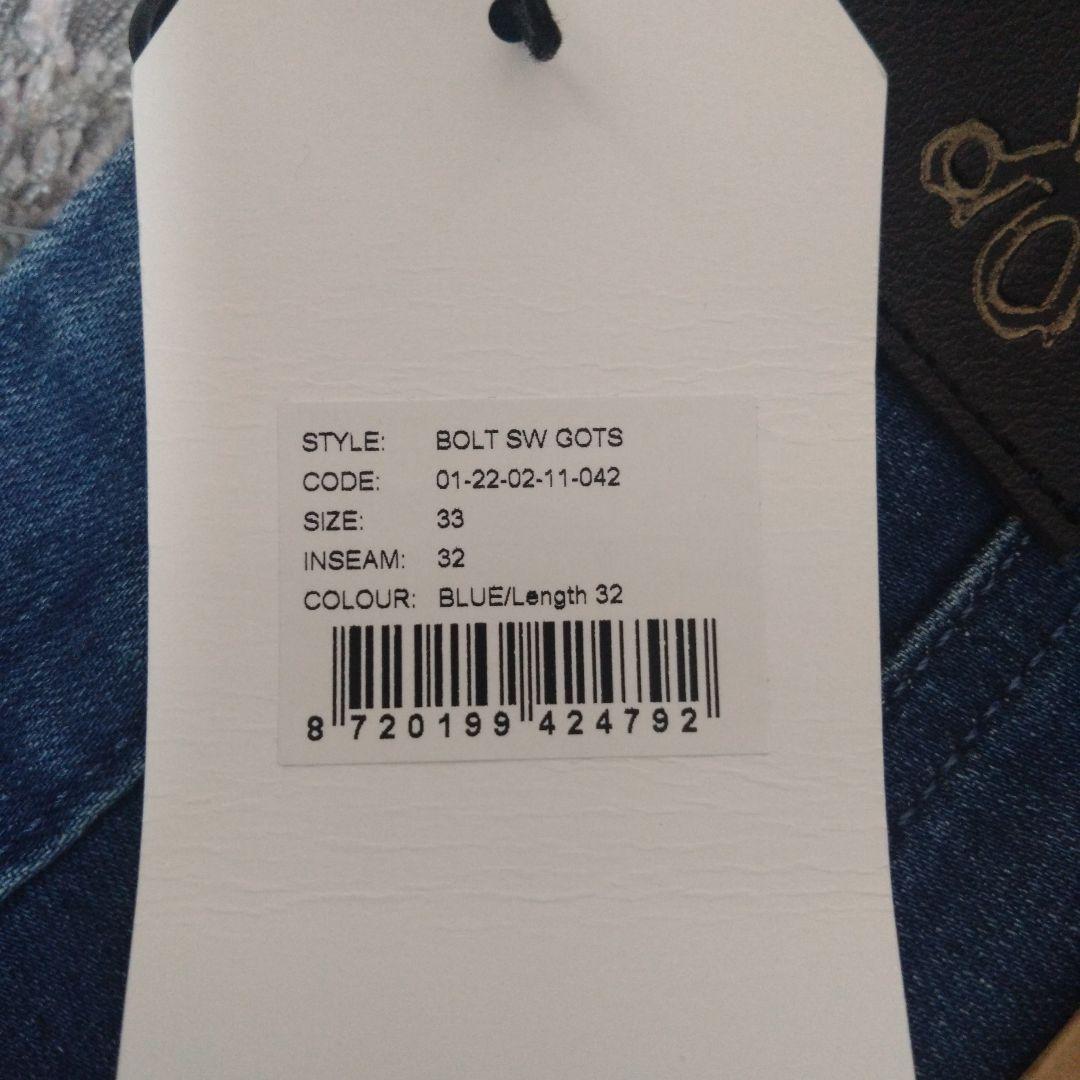 STYLE: BOLT SW GOTS
CODE: 01-22-02-11-042
SIZE: 33
INSEAM: 32
COLOUR: BLUE/Length 32
8 720199 424792